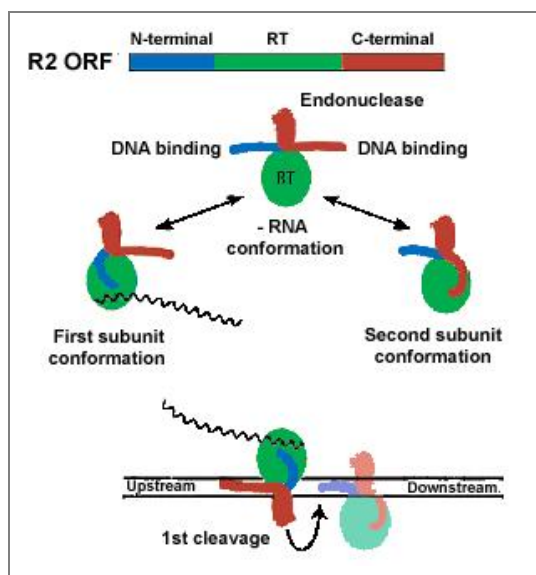 N-terminal RT C-terminal
R2 ORF
Endonuclease
DNA binding DNA binding
RT
- RNA
conformation
First subunit
conformation
Second subunit
conformation
Upstream Downstream.
1st cleavage